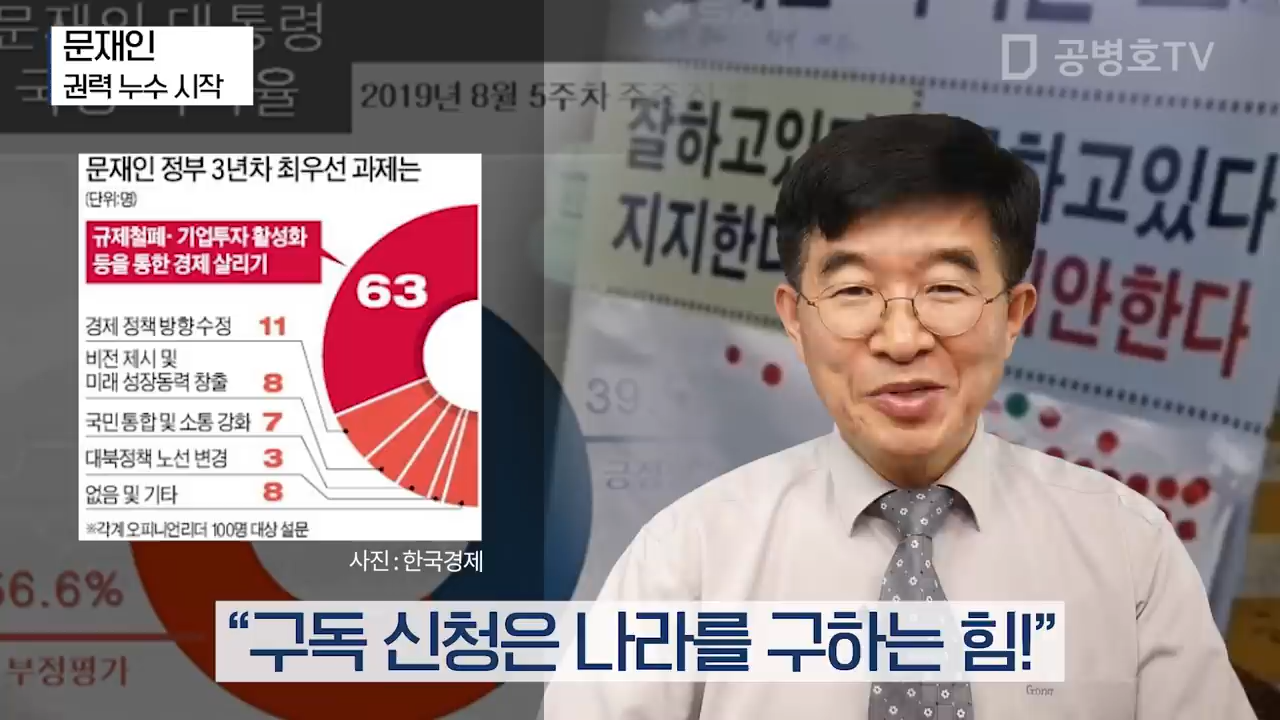 문재인
권력 누수 시작
공병호TV
2019년 8월 5주차
잘하고있
지지한
하고있다
안한다
문재인 정부 3년차 최우선 과제는
(단위:명)
규제철폐· 기업투자 활성화
등을 통한 경제 살리기
63
경제 정책 방향 수정 11
비전 제시 및
미래 성장동력 창출 8
국민통합 및 소통 강화 7
대북정책 노선 변경 3
없음 및 기타 8
※각계 오피니언리더 100명 대상 설문
사진 : 한국경제
39
긍정
56.6%
부정평가
“구독 신청은 나라를 구하는 힘!”
Gong